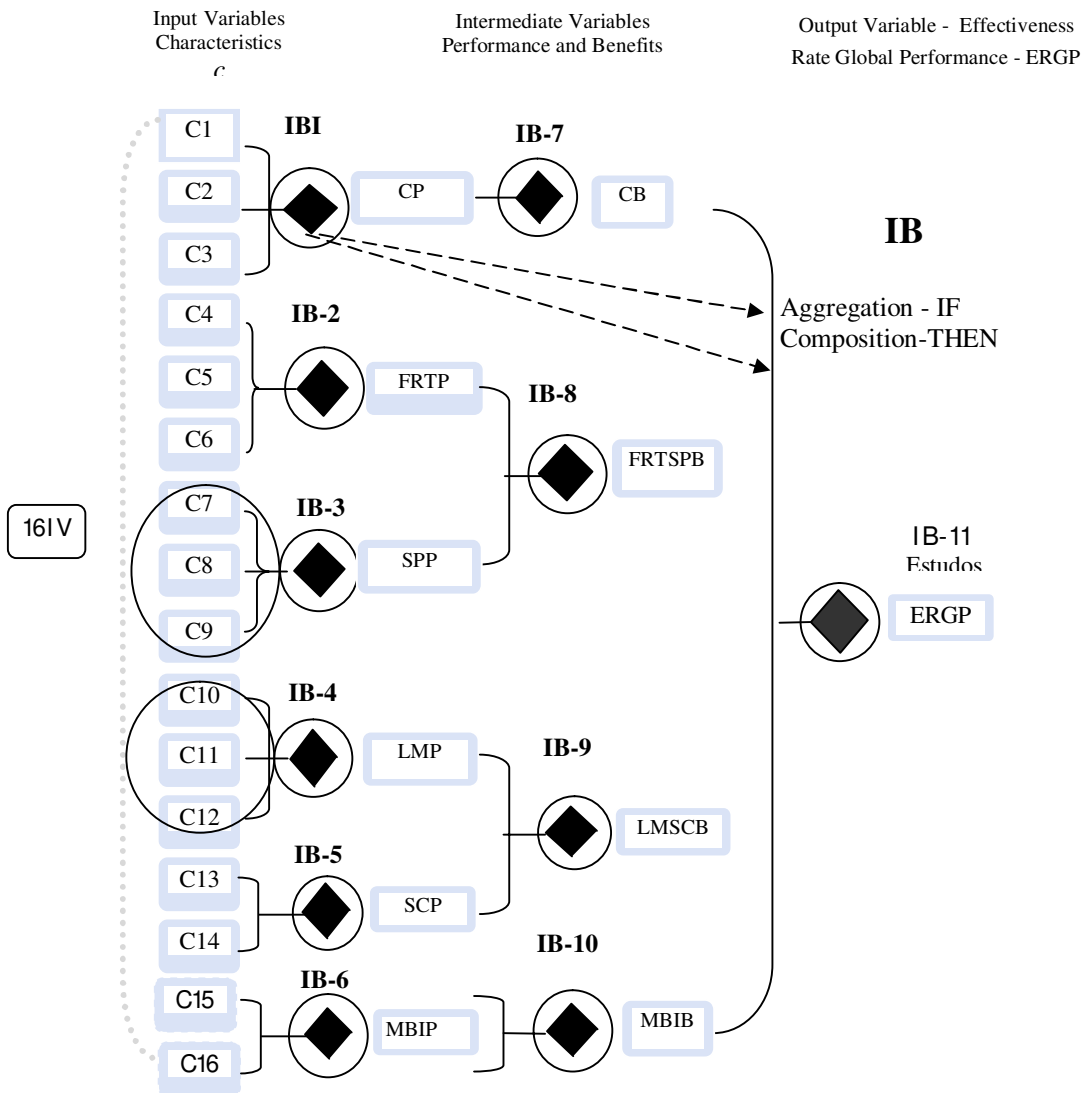 Input Variables
Characteristics
c
Intermediate Variables
Performance and Benefits
Output Variable - Effectiveness
Rate Global Performance - ERGP
C1
IBI
IB-7
C2
CP
CB
C3
IB
C4
IB-2
Aggregation - IF
Composition-THEN
C5
FRTP
IB-8
C6
FRTSPB
C7
IB-3
16IV
C8
SPP
IB-11
Estudos
C9
ERGP
C10
IB-4
C11
LMP
IB-9
C12
LMSCB
IB-5
C13
SCP
C14
IB-10
IB-6
C15
MBIP
MBIB
C16